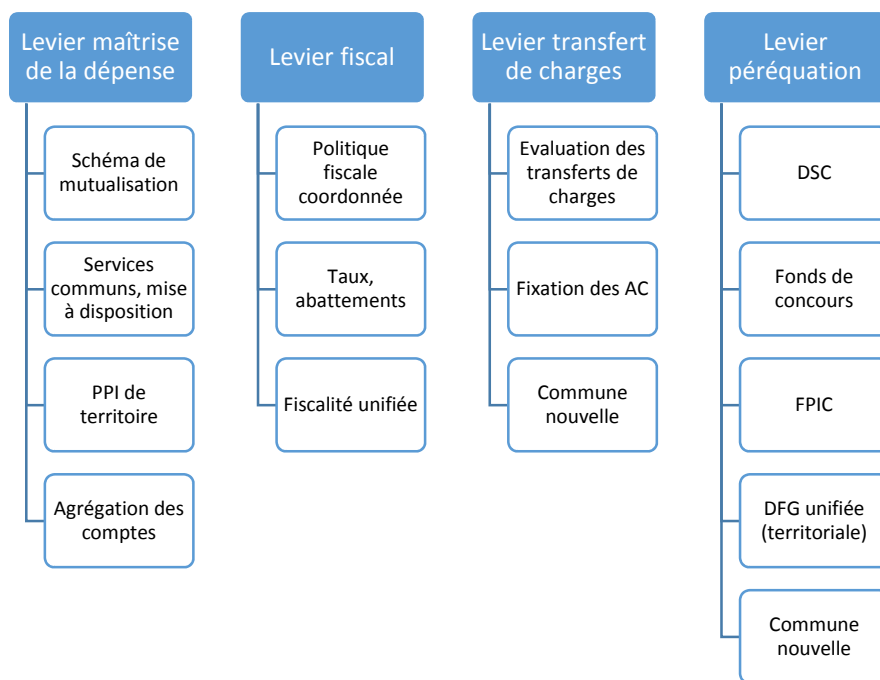 Levier maîtrise
de la dépense
Schéma de
mutualisation
Services
communs, mise
à disposition
PPI de
territoire
Agrégation des
comptes
Levier fiscal
Politique
fiscale
coordonnée
Taux,
abattements
Fiscalité unifiée
Levier transfert
de charges
Evaluation des
transferts de
charges
Fixation des AC
Commune
nouvelle
Levier
péréquation
DSC
Fonds de
concours
FPIC
DFG unifiée
(territoriale)
Commune
nouvelle